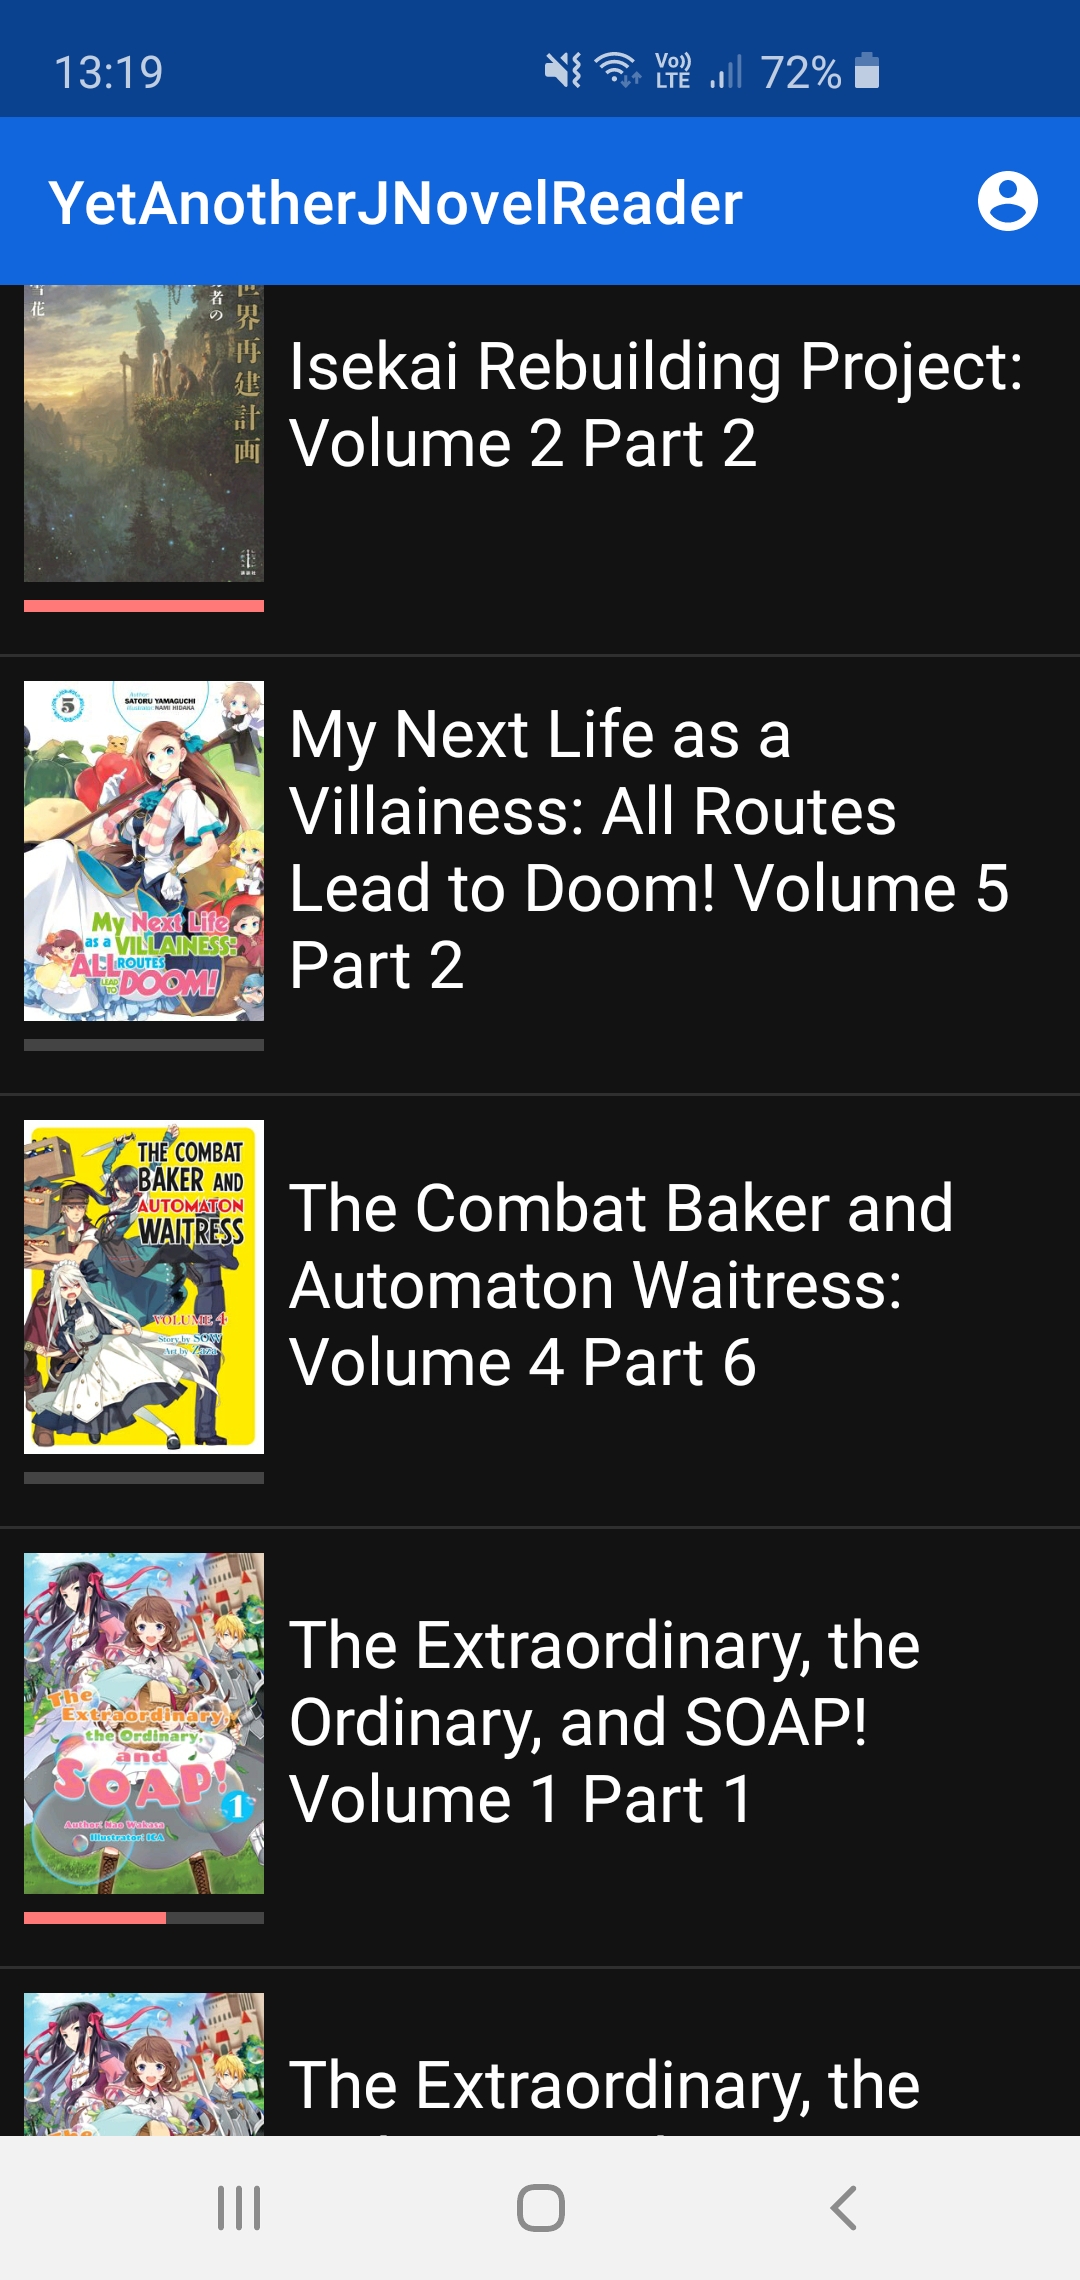 13:19
Vo)) LTE
72%
YetAnotherJNovelReader
花
者の
世界再建計画
Isekai Rebuilding Project:
Volume 2 Part 2
5
Author:
SATORU YAMAGUCHI
Illustrator: NAMI HIDAKA
My Next Life
as a VILLAINESS:
ALL ROUTES
LEAD TO DOOM!
My Next Life as a
Villainess: All Routes
Lead to Doom! Volume 5
Part 2
THE COMBAT
BAKER AND
AUTOMATON
WAITRESS
VOLUME 4
Story by SOW
Art by Zaza
The Combat Baker and
Automaton Waitress:
Volume 4 Part 6
The
Extraordinary,
the Ordinary,
and
SOAP!
1
Author: Nao Wakasa
Illustrator: ICA
The Extraordinary, the
Ordinary, and SOAP!
Volume 1 Part 1
The
The Extraordinary, the